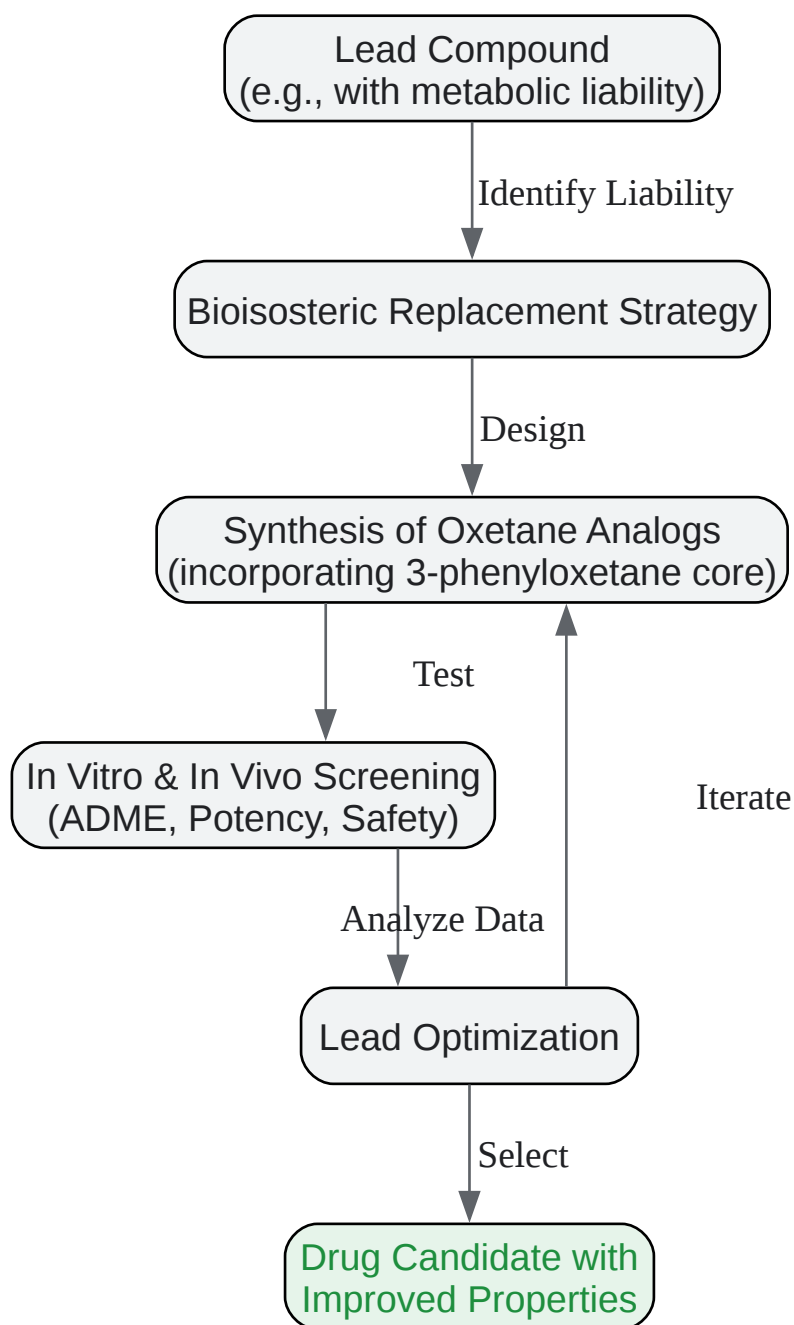 Lead Compound
(e.g., with metabolic liability)
Identify Liability
Bioisosteric Replacement Strategy
Design
Synthesis of Oxetane Analogs
(incorporating 3-phenyloxetane core)
Test
In Vitro & In Vivo Screening
(ADME, Potency, Safety)
Iterate
Analyze Data
Lead Optimization
Select
Drug Candidate with
Improved Properties